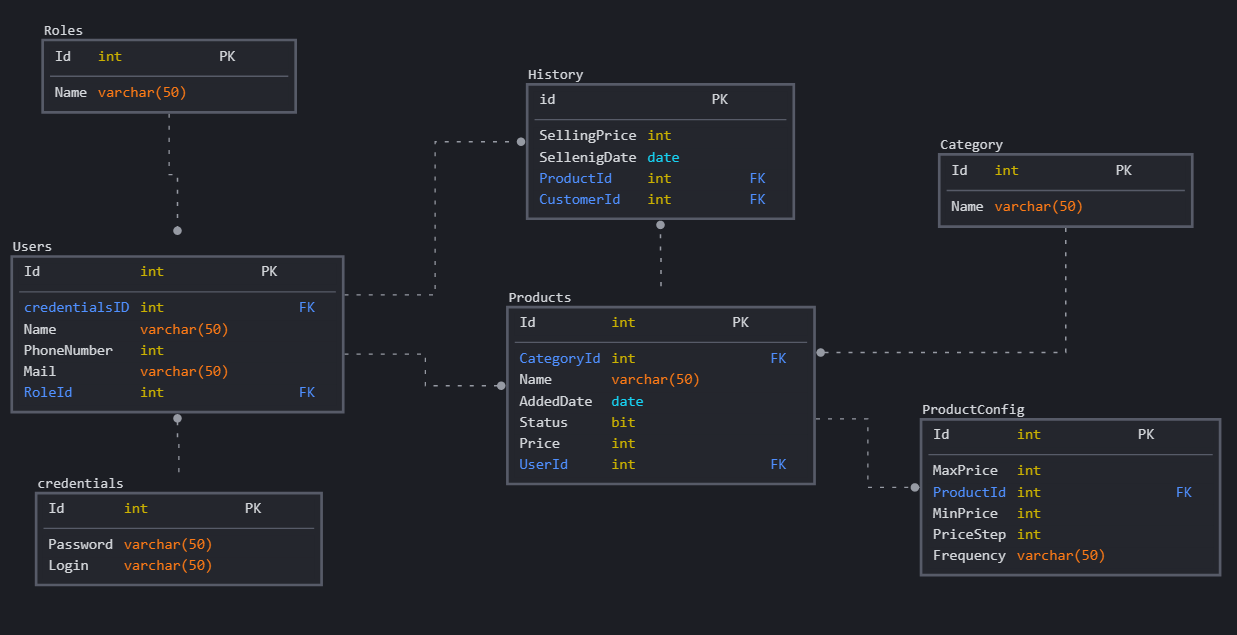 Roles
Id int PK
Name varchar(50)
History
id PK
SellingPrice int
SellenigDate date
ProductId int FK
CustomerId int FK
Category
Id int PK
Name varchar(50)
Users
Id int PK
credentialsID int FK
Name varchar(50)
PhoneNumber int
Mail varchar(50)
RoleId int FK
Products
Id int PK
CategoryId int FK
Name varchar(50)
AddedDate date
Status bit
Price int
UserId int FK
ProductConfig
Id int PK
MaxPrice int
ProductId int FK
MinPrice int
PriceStep int
Frequency varchar(50)
credentials
Id int PK
Password varchar(50)
Login varchar(50)